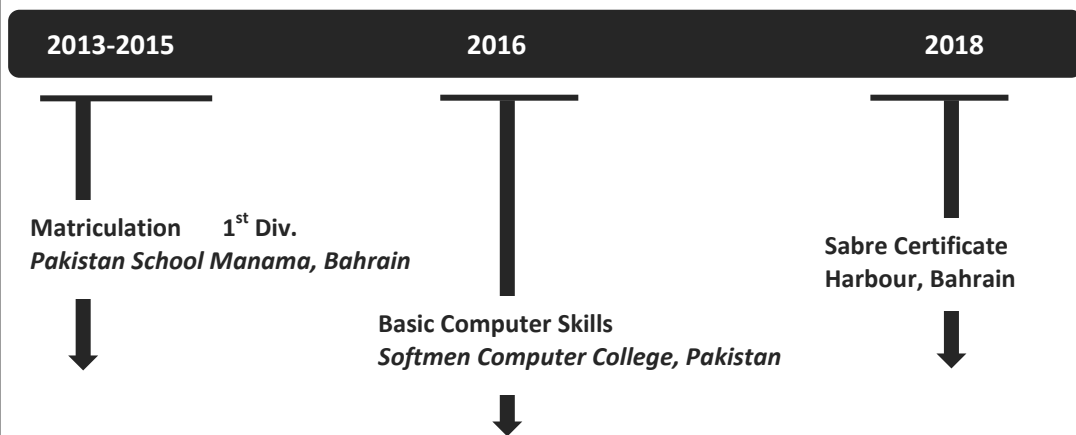 2013-2015 2016 2018
Matriculation 1st Div.
Pakistan School Manama, Bahrain
Basic Computer Skills
Softmen Computer College, Pakistan
Sabre Certificate
Harbour, Bahrain